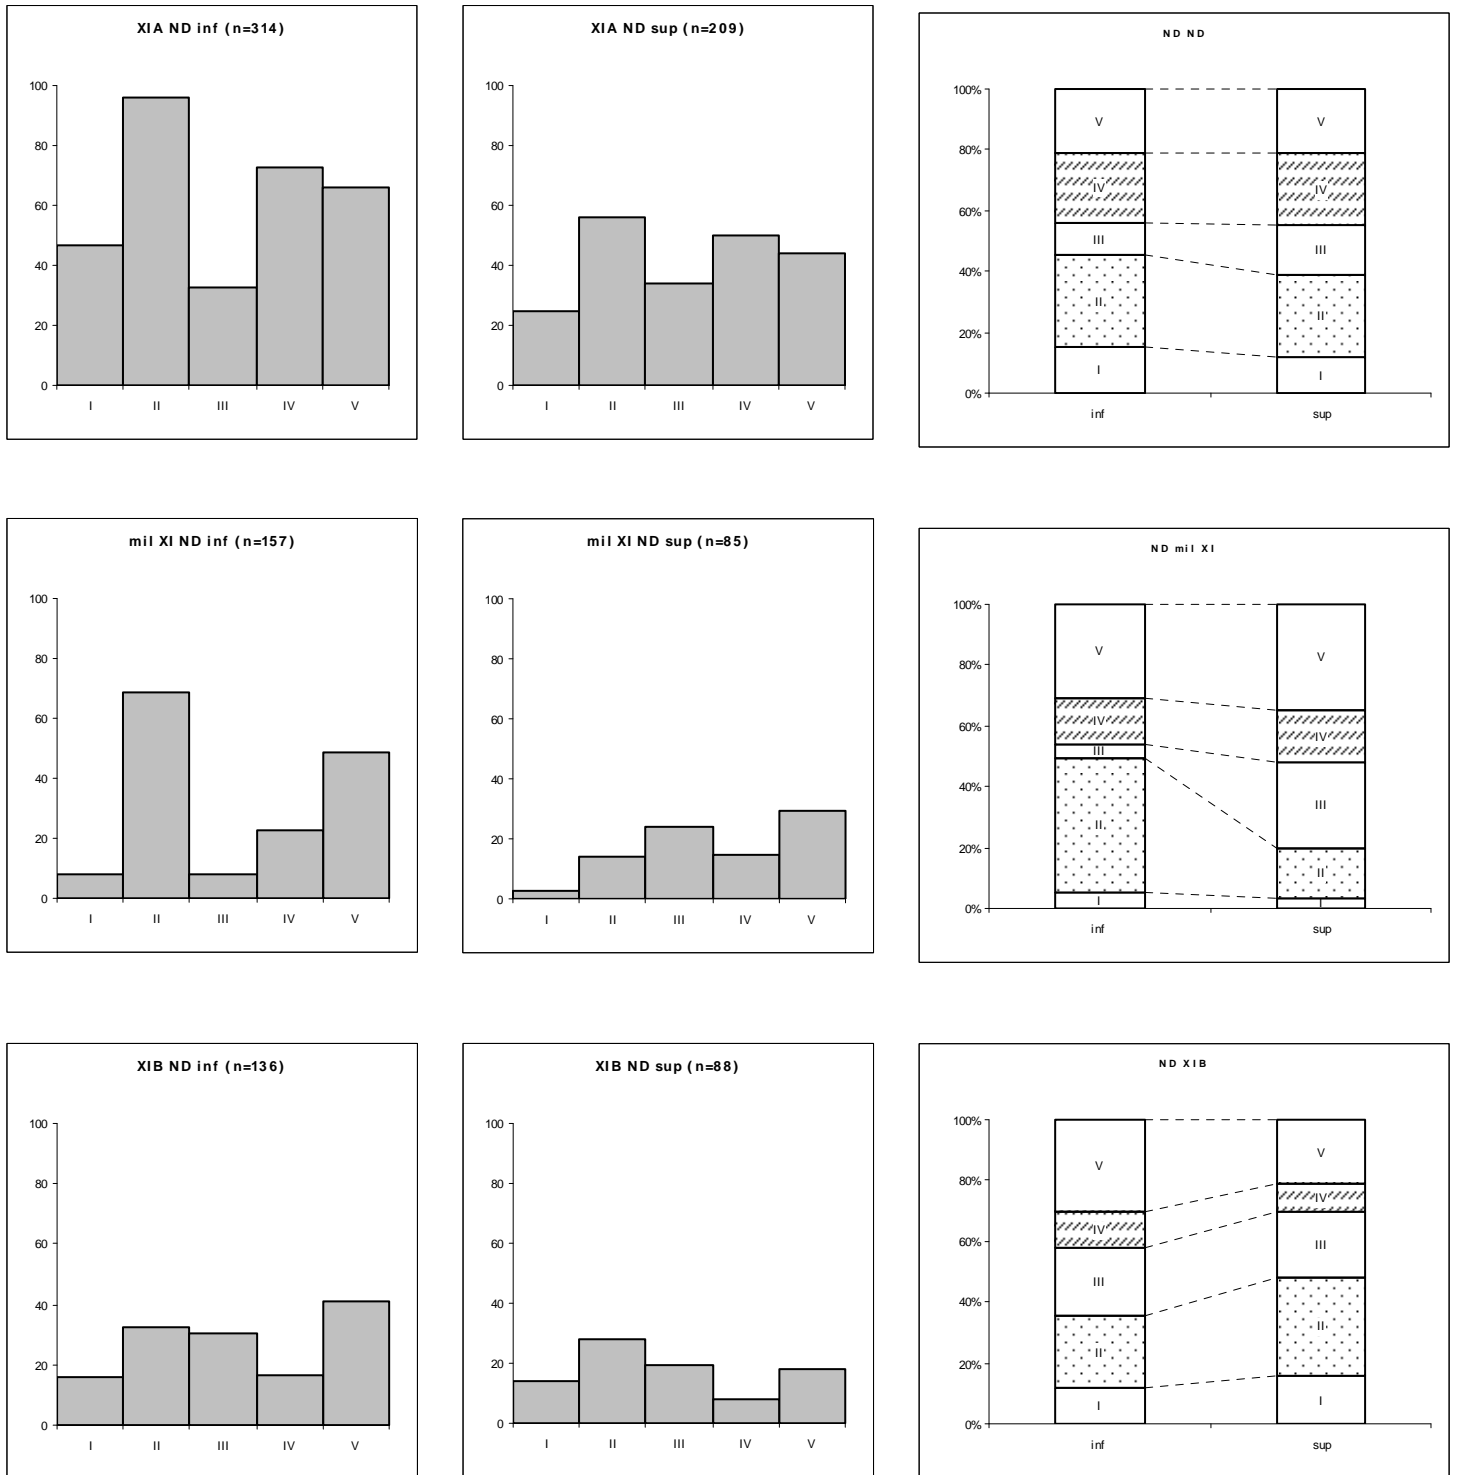 XIA ND inf (n=314)
100
80
60
40
20
0
I II III IV V
XIA ND sup (n=209)
100
80
60
40
20
0
I II III IV V
ND ND
100%
80%
60%
40%
20%
0%
V
IV
III
II
I
V
IV
III
II
I
inf sup
mil XI ND inf (n=157)
100
80
60
40
20
0
I II III IV V
mil XI ND sup (n=85)
100
80
60
40
20
0
I II III IV V
ND mil XI
100%
80%
60%
40%
20%
0%
V
IV
III
II
I
V
IV
III
II
I
inf sup
XIB ND inf (n=136)
100
80
60
40
20
0
I II III IV V
XIB ND sup (n=88)
100
80
60
40
20
0
I II III IV V
ND XIB
100%
80%
60%
40%
20%
0%
V
IV
III
II
I
V
IV
III
II
I
inf sup